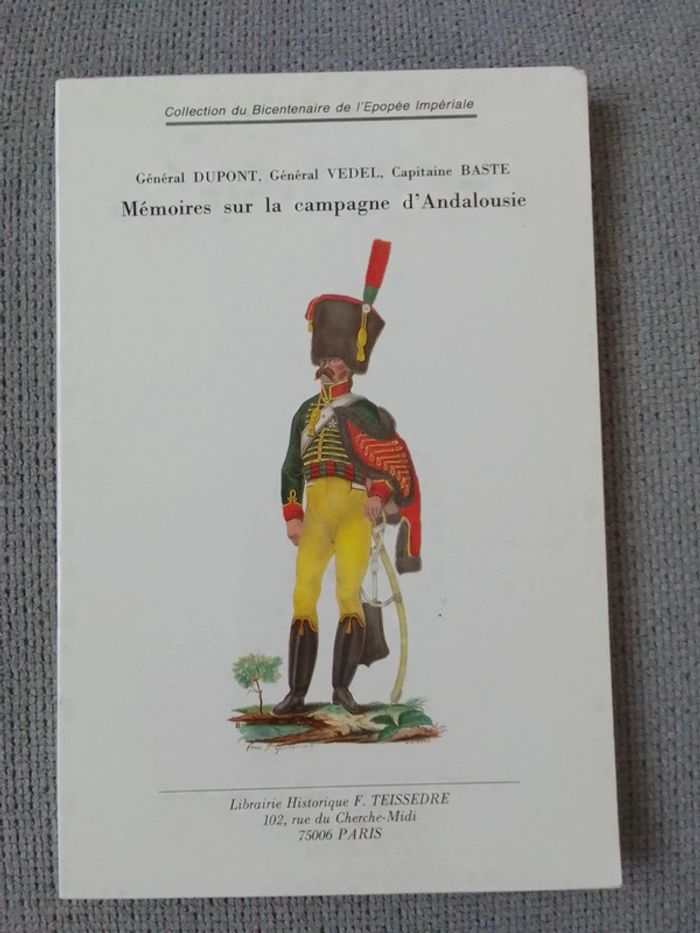 Collection du Bicentenaire de l'Epopée Impériale
Général DUPONT, Général VEDEL, Capitaine BASTE
Mémoires sur la campagne d'Andalousie
Librairie Historique F. TEISSEDRE
102, rue du Cherche-Midi
75006 PARIS